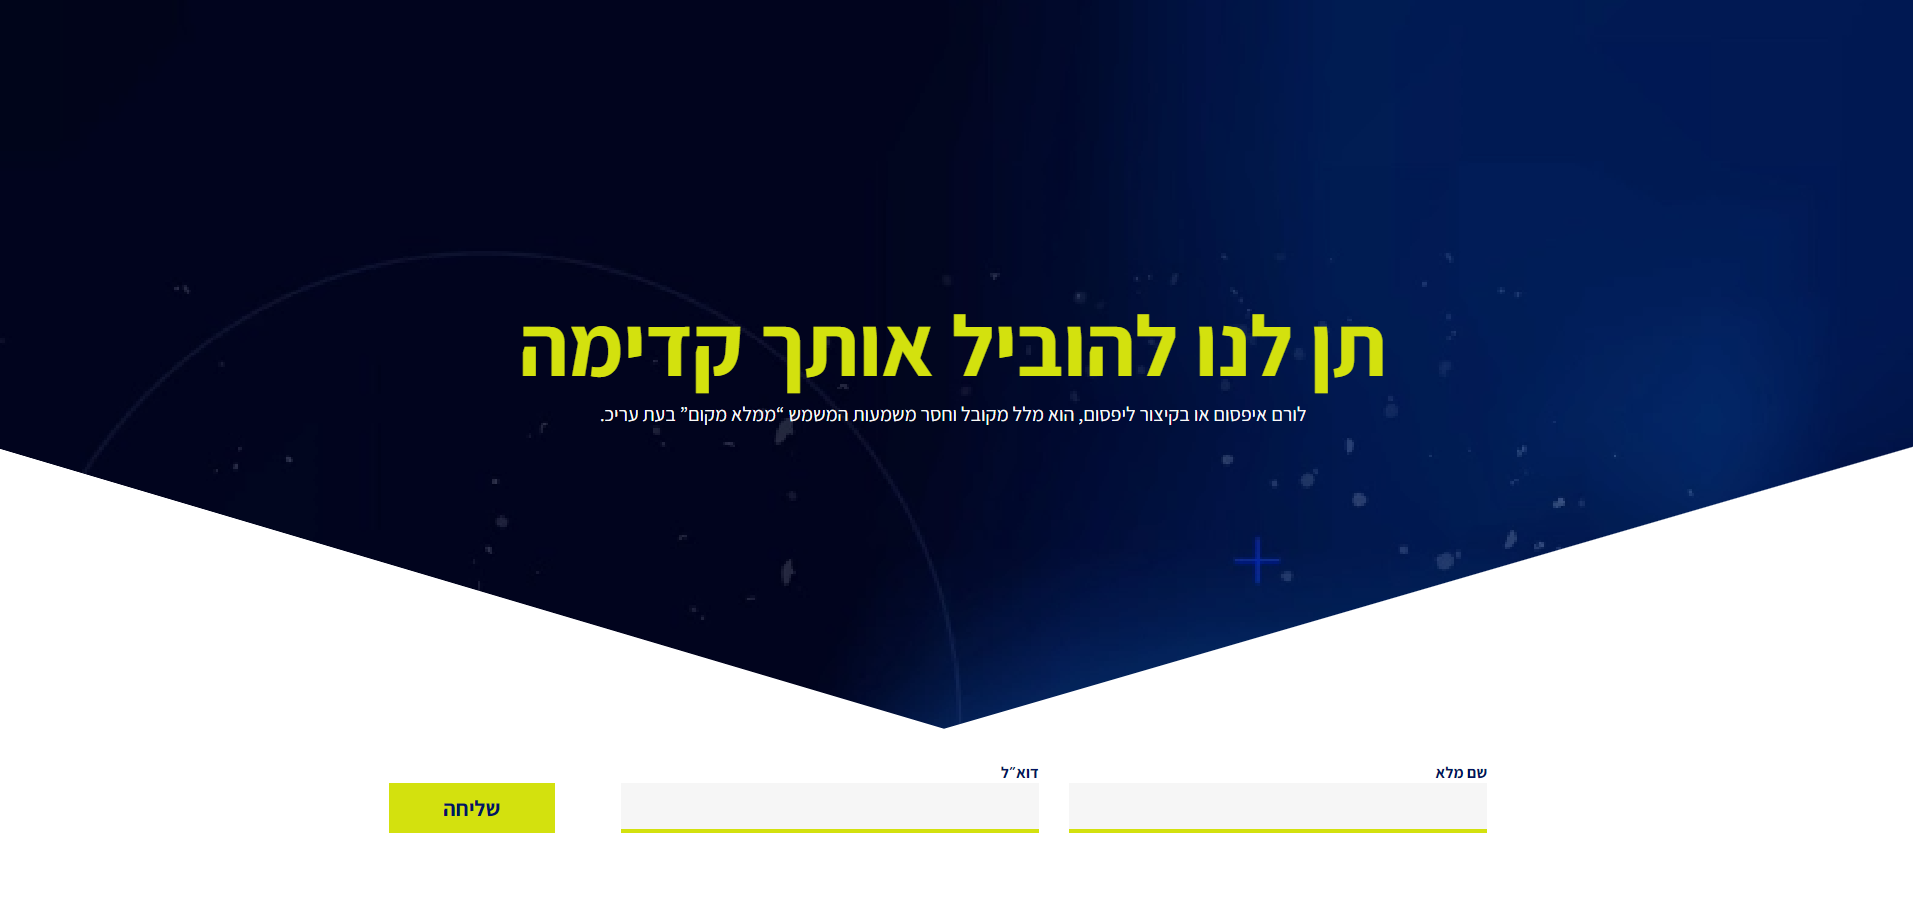 תן לנו להוביל אותך קדימה
לורם איפסום או בקיצור ליפסום, הוא מלל מקובל וחסר משמעות המשמש “ממלא מקום” בעת עריכ.
שם מלא
דוא״ל
שליחה